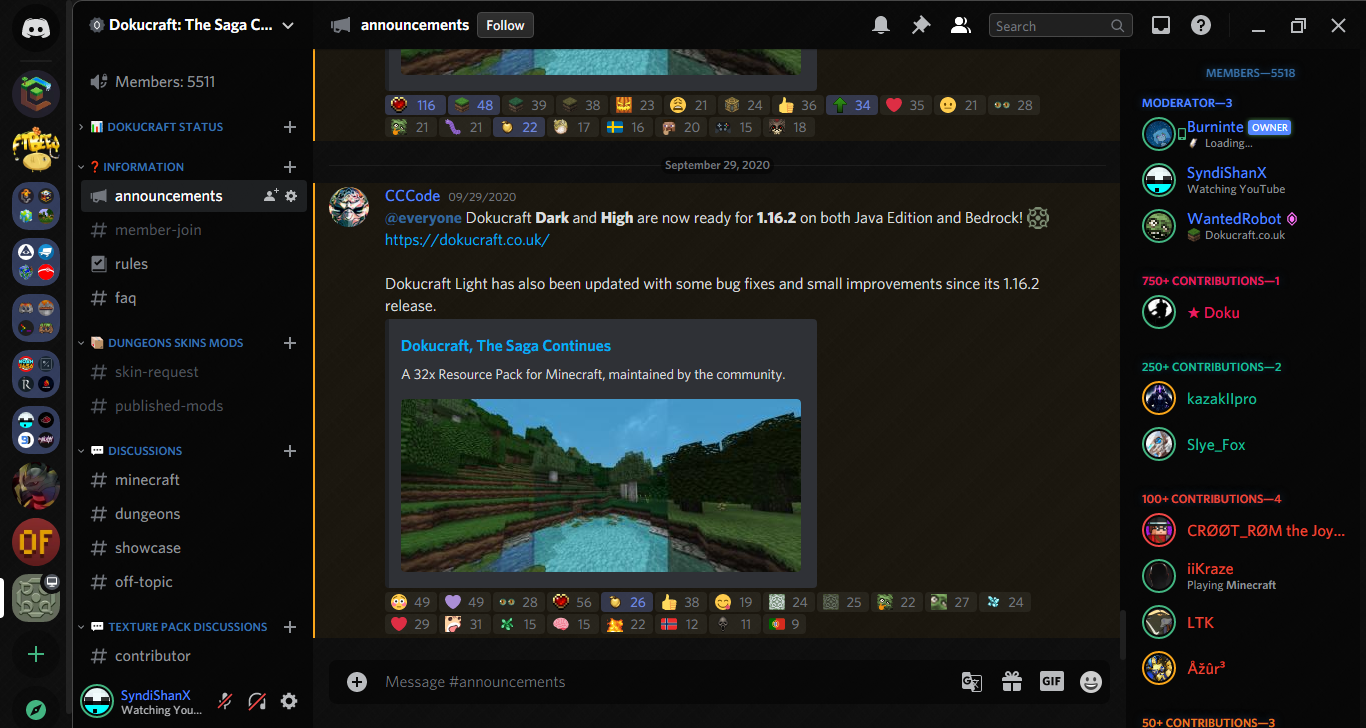 Dokucraft: The Saga C...
Members: 5511
DOKUCRAFT STATUS
INFORMATION
announcements
member-join
rules
faq
DUNGEONS SKINS MODS
skin-request
published-mods
DISCUSSIONS
minecraft
dungeons
showcase
off-topic
TEXTURE PACK DISCUSSIONS
contributor
SyndiShanX
Watching You...
OF
announcements
Follow
Search
116 48 39 38 23 21 24 36 34 35 21 28
21 21 22 17 16 20 15 18
September 29, 2020
CCCode 09/29/2020
@everyone Dokucraft Dark and High are now ready for 1.16.2 on both Java Edition and Bedrock!
https://dokucraft.co.uk/
Dokucraft Light has also been updated with some bug fixes and small improvements since its 1.16.2
release.
Dokucraft, The Saga Continues
A 32x Resource Pack for Minecraft, maintained by the community.
49 49 28 56 26 38 19 24 25 22 27 24
29 31 15 15 22 12 11 9
Message #announcements
GIF
MEMBERS—5518
MODERATOR—3
Burninte OWNER
Loading...
SyndiShanX
Watching YouTube
WantedRobot
Dokucraft.co.uk
750+ CONTRIBUTIONS—1
★ Doku
250+ CONTRIBUTIONS—2
kazakllpro
Slye_Fox
100+ CONTRIBUTIONS—4
CRØØT_RØM the Joy...
iiKraze
Playing Minecraft
LTK
Åžûr³
50+ CONTRIBUTIONS—3